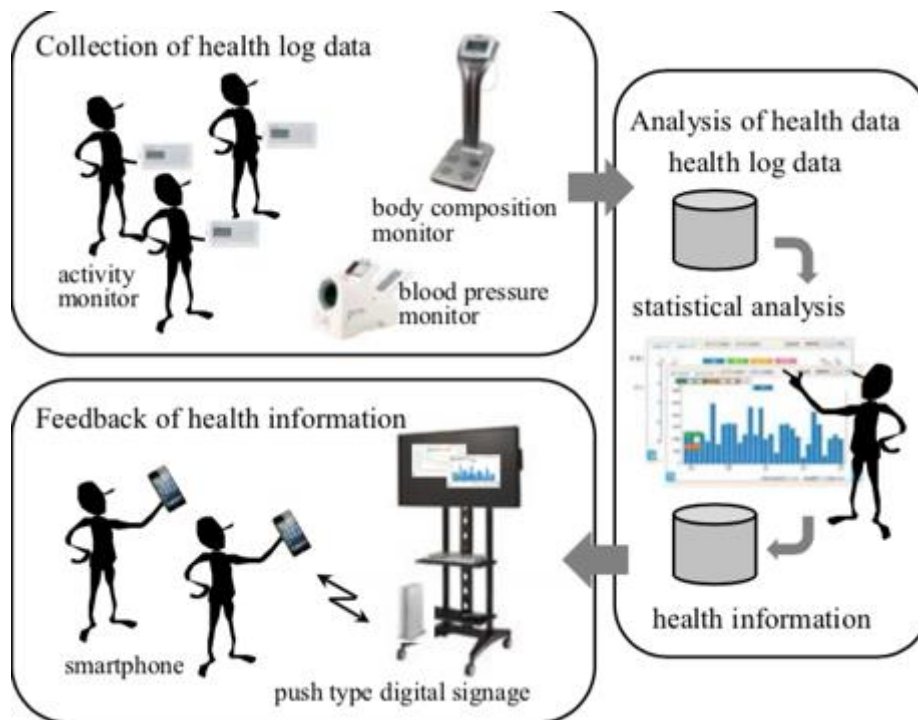 Collection of health log data
body composition
monitor
activity
monitor
blood pressure
monitor
Analysis of health data
health log data
statistical analysis
health information
Feedback of health information
smartphone
push type digital signage